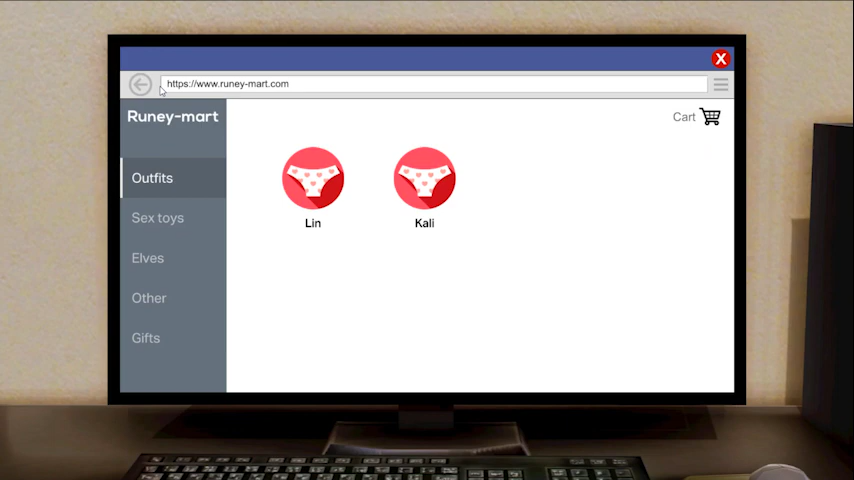 X
https://www.runey-mart.com
Runey-mart
Cart
Outfits
Sex toys
Elves
Other
Gifts
Lin
Kali